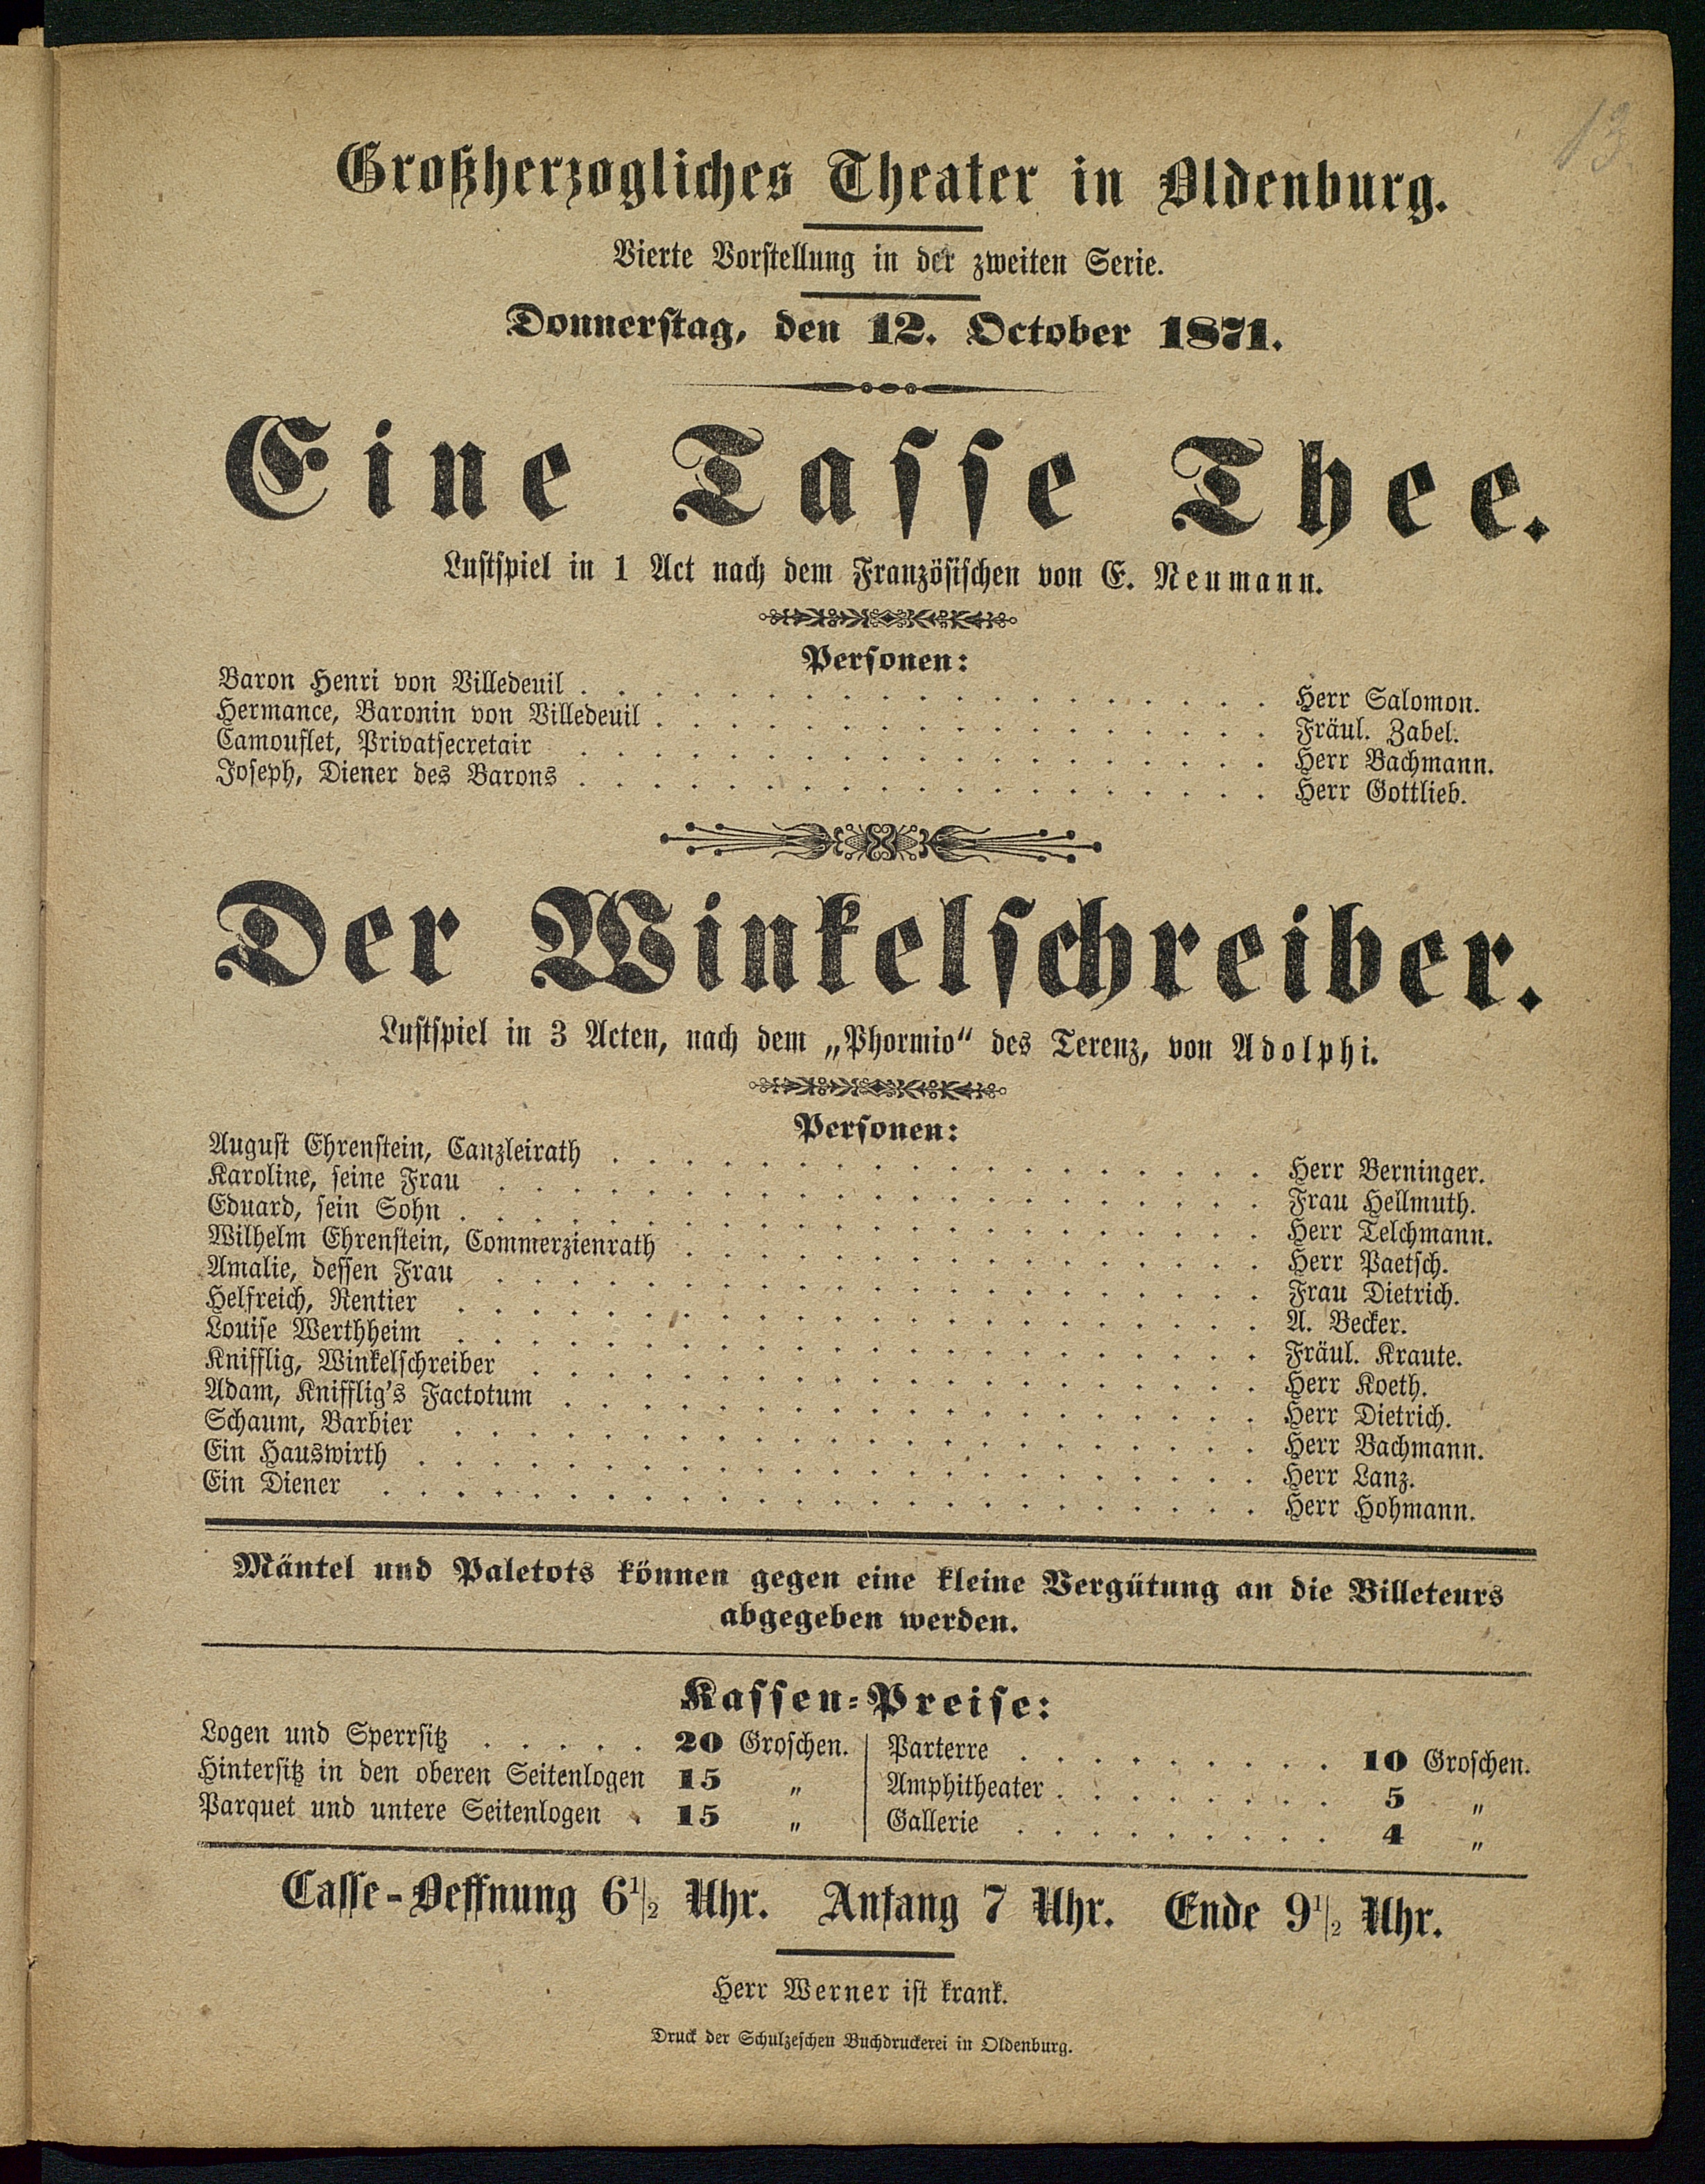 13.
Großherzogliches Theater in Oldenburg.
Vierte Vorstellung in der zweiten Serie.
Donnerstag, den 12. October 1871.
Eine Tasse Thee.
Lustspiel in 1 Act nach dem Französischen von E. Neumann.
Personen:
Baron Henri von Villedeuil . . . . . . . . . . Herr Salomon.
Hermance, Baronin von Villedeuil . . . . . . . . . . Fräul. Zabel.
Camouflet, Privatsecretair . . . . . . . . . . Herr Bachmann.
Joseph, Diener des Barons . . . . . . . . . . Herr Gottlieb.
Der Winkelschreiber.
Lustspiel in 3 Acten, nach dem „Phormio“ des Terenz, von Adolphi.
Personen:
August Ehrenstein, Canzleirath . . . . . . . . . . Herr Berninger.
Karoline, seine Frau . . . . . . . . . . Frau Hellmuth.
Eduard, sein Sohn . . . . . . . . . . Herr Telchmann.
Wilhelm Ehrenstein, Commerzienrath . . . . . . . . . . Herr Paetsch.
Amalie, dessen Frau . . . . . . . . . . Frau Dietrich.
Helfreich, Rentier . . . . . . . . . . A. Becker.
Louise Werthheim . . . . . . . . . . Fräul. Kraute.
Knifflig, Winkelschreiber . . . . . . . . . . Herr Koeth.
Adam, Knifflig's Factotum . . . . . . . . . . Herr Dietrich.
Schaum, Barbier . . . . . . . . . . Herr Bachmann.
Ein Hauswirth . . . . . . . . . . Herr Lanz.
Ein Diener . . . . . . . . . . Herr Hohmann.
Mäntel und Paletots können gegen eine kleine Vergütung an die Billeteurs
abgegeben werden.
Kassen-Preise:
Logen und Sperrsitz . . . . . 20 Groschen.
Hintersitz in den oberen Seitenlogen 15 „
Parquet und untere Seitenlogen . 15 „
Parterre . . . . . . . . . 10 Groschen.
Amphitheater . . . . . . . . 5 „
Gallerie . . . . . . . . . 4 „
Casse-Oeffnung 6 1/2 Uhr. Anfang 7 Uhr. Ende 9 1/2 Uhr.
Herr Werner ist krank.
Druck der Schulzeschen Buchdruckerei in Oldenburg.